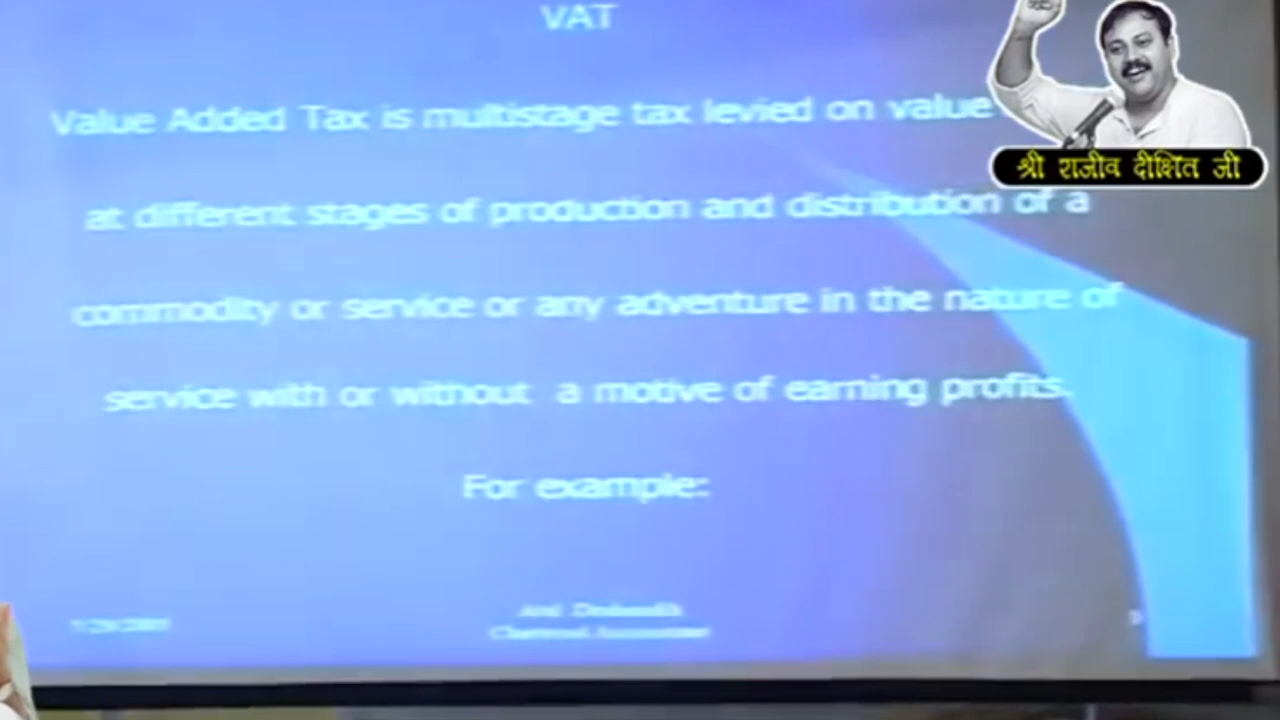 VAT
Value Added Tax is multistage tax levied on value
श्री राजीव दीक्षित जी
at different stages of production and distribution of a
commodity or service or any adventure in the nature of
service with or without a motive of earning profits.
For example:
Chartered Accountant